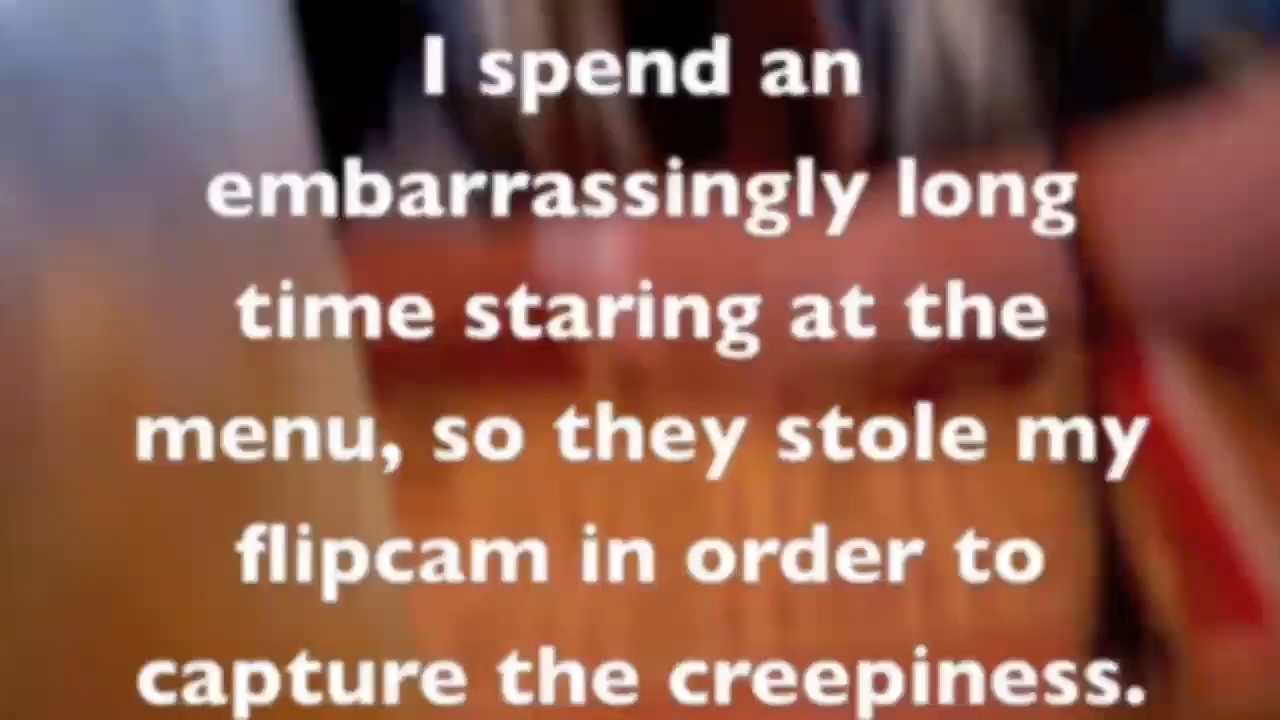 I spend an
embarrassingly long
time staring at the
menu, so they stole my
flipcam in order to
capture the creepiness.